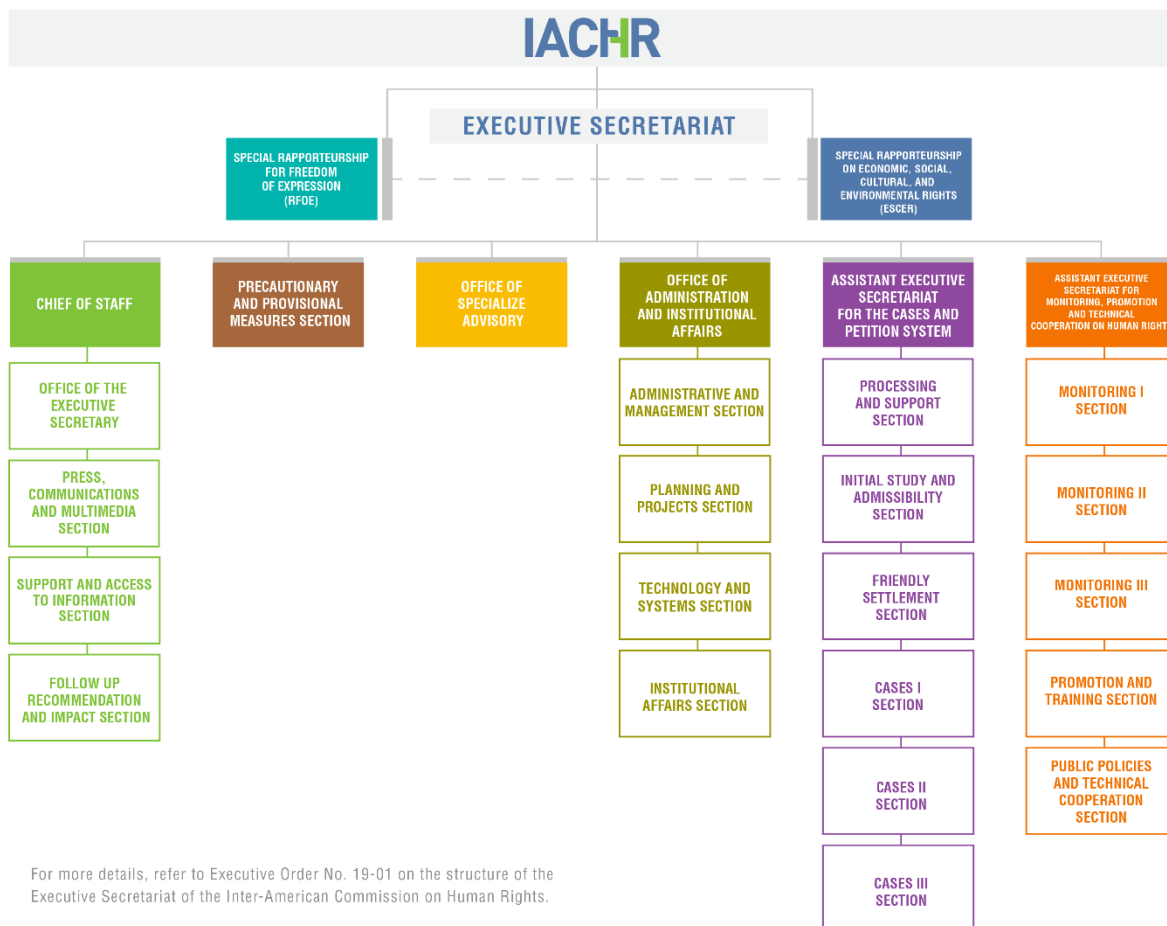 IACHR
EXECUTIVE SECRETARIAT
SPECIAL RAPPORTEURSHIP
FOR FREEDOM
OF EXPRESSION
(RFOE)
SPECIAL RAPPORTEURSHIP
ON ECONOMIC, SOCIAL,
CULTURAL, AND
ENVIRONMENTAL RIGHTS
(ESCER)
CHIEF OF STAFF
PRECAUTIONARY
AND PROVISIONAL
MEASURES SECTION
OFFICE OF
SPECIALIZE
ADVISORY
OFFICE OF
ADMINISTRATION
AND INSTITUTIONAL
AFFAIRS
ASSISTANT EXECUTIVE
SECRETARIAT
FOR THE CASES AND
PETITION SYSTEM
ASSISTANT EXECUTIVE
SECRETARIAT FOR
MONITORING, PROMOTION
AND TECHNICAL
COOPERATION ON HUMAN RIGHT
OFFICE OF THE
EXECUTIVE
SECRETARY
PRESS,
COMMUNICATIONS
AND MULTIMEDIA
SECTION
SUPPORT AND ACCESS
TO INFORMATION
SECTION
FOLLOW UP
RECOMMENDATION
AND IMPACT SECTION
ADMINISTRATIVE AND
MANAGEMENT SECTION
PLANNING AND
PROJECTS SECTION
TECHNOLOGY AND
SYSTEMS SECTION
INSTITUTIONAL
AFFAIRS SECTION
PROCESSING
AND SUPPORT
SECTION
INITIAL STUDY AND
ADMISSIBILITY
SECTION
FRIENDLY
SETTLEMENT
SECTION
CASES I
SECTION
CASES II
SECTION
CASES III
SECTION
MONITORING I
SECTION
MONITORING II
SECTION
MONITORING III
SECTION
PROMOTION AND
TRAINING SECTION
PUBLIC POLICIES
AND TECHNICAL
COOPERATION
SECTION
For more details, refer to Executive Order No. 19-01 on the structure of the
Executive Secretariat of the Inter-American Commission on Human Rights.